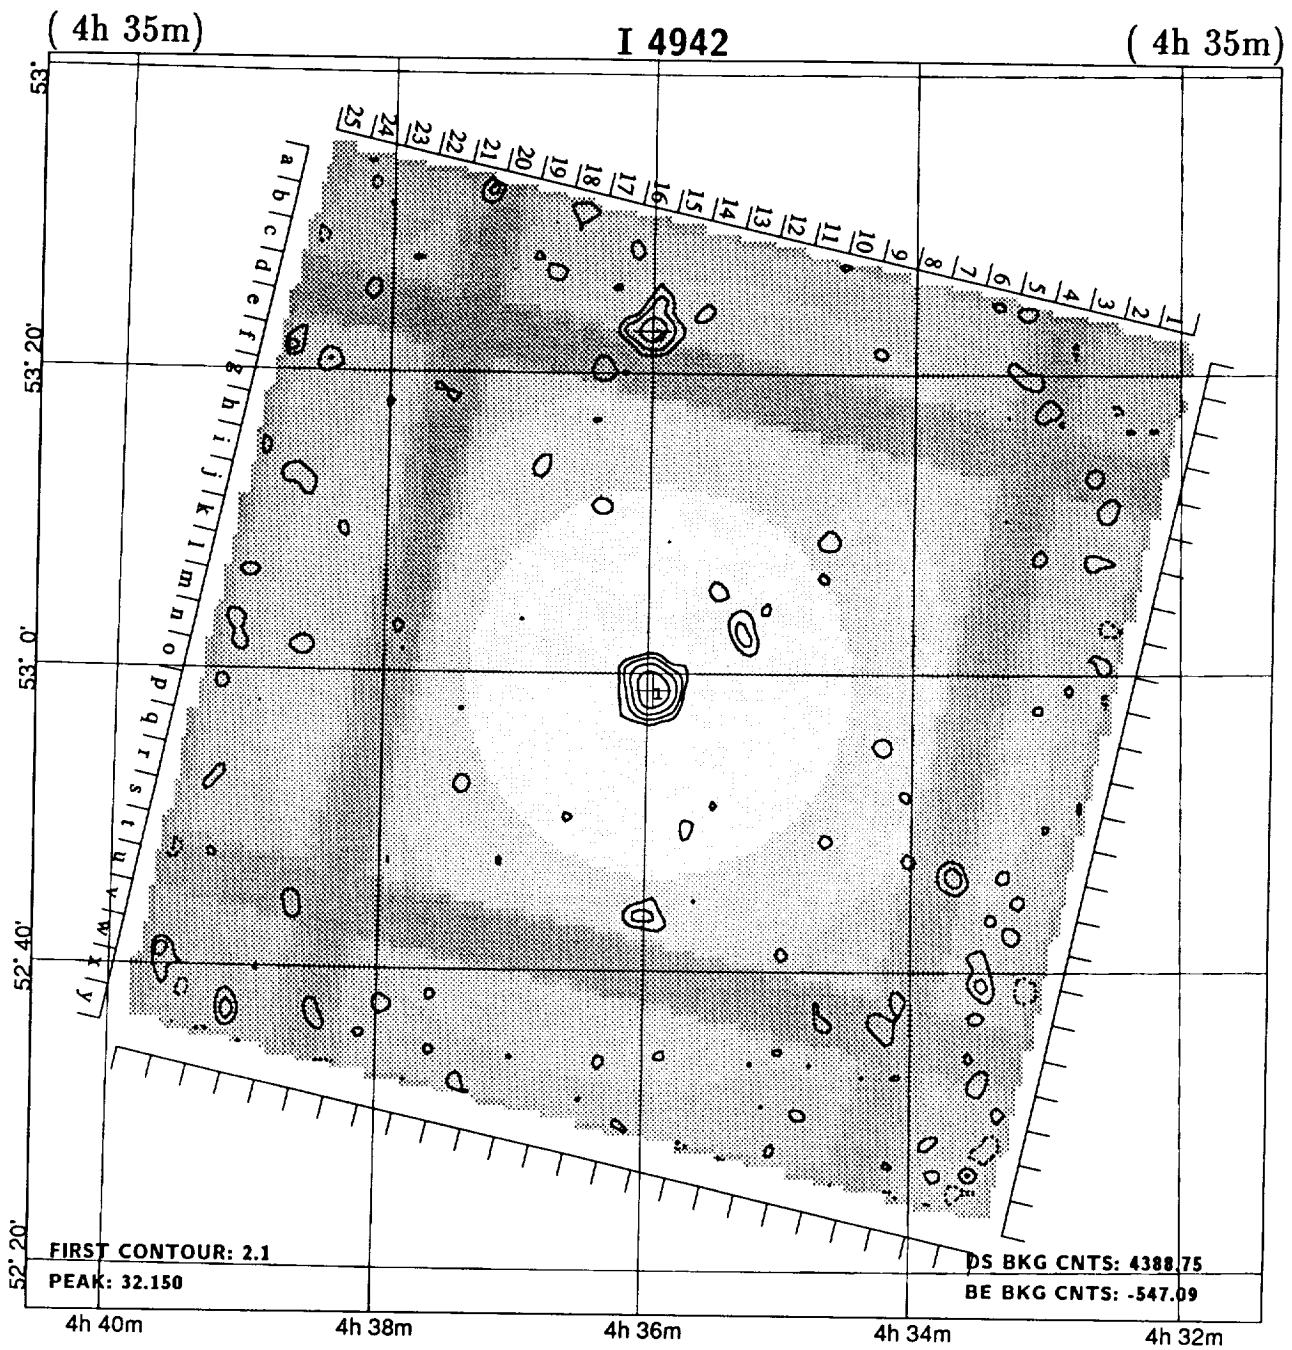 ( 4h 35m)
I 4942
( 4h 35m)
53°
25 24 23 22 21 20 19 18 17 16 15 14 13 12 11 10 9 8 7 6 5 4 3 2 1
a b c d e f g h i j k l m n o p q r s t u v w x y
53° 20'
53° 0'
52° 40'
52° 20'
FIRST CONTOUR: 2.1
PEAK: 32.150
DS BKG CNTS: 4388.75
BE BKG CNTS: -547.09
4h 40m
4h 38m
4h 36m
4h 34m
4h 32m